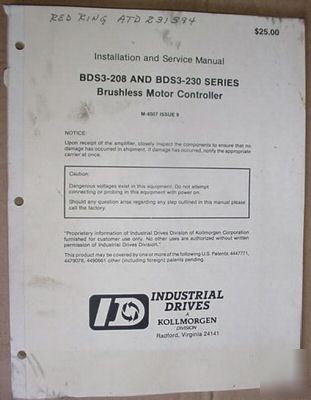 RED RING ATD 231394
$25.00
Installation and Service Manual
BDS3-208 AND BDS3-230 SERIES
Brushless Motor Controller
M-4507 ISSUE 9
NOTICE:
Upon receipt of the amplifier, closely inspect the components to ensure that no
damage has occurred in shipment. If damage has occurred, notify the appropriate
carrier at once.
Caution:
Dangerous voltages exist in this equipment. Do not attempt
connecting or probing in this equipment with power on.
Should any question arise regarding any step outlined in this manual please
call the factory.
"Proprietary information of Industrial Drives Division of Kollmorgen Corporation
furnished for customer use only. No other uses are authorized without written
permission of Industrial Drives Division."
This product may be covered by one or more of the following U.S. Patents: 4447771,
4479078, 4490661 other (including foreign) patents pending.
ID
INDUSTRIAL
DRIVES
A
KOLLMORGEN
DIVISION
Radford, Virginia 24141